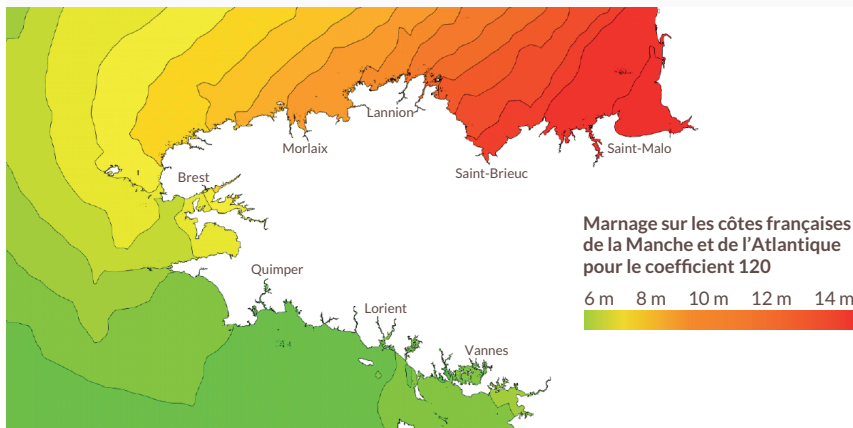 Lannion
Morlaix
Saint-Malo
Saint-Brieuc
Brest
Marnage sur les côtes françaises
de la Manche et de l'Atlantique
pour le coefficient 120
Quimper
6 m 8 m 10 m 12 m 14 m
Lorient
Vannes